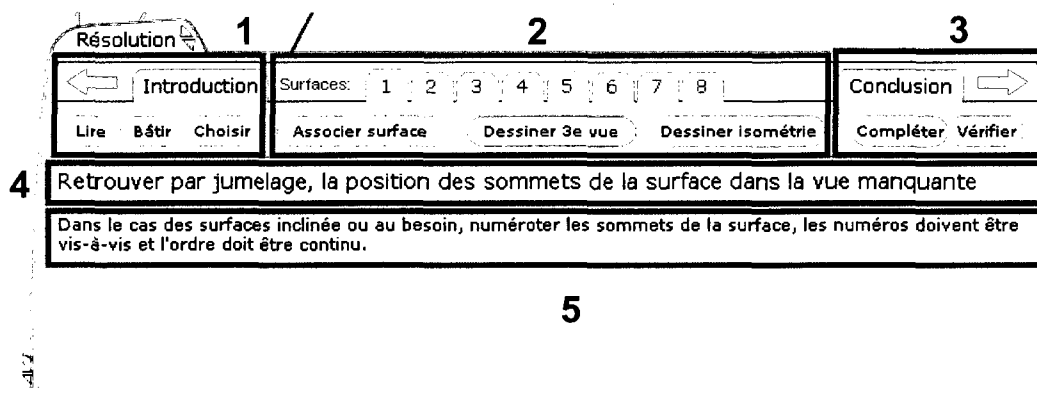 Résolution 1 2 3
Introduction Surfaces: 1 2 3 4 5 6 7 8 Conclusion
Lire Bâtir Choisir Associer surface Dessiner 3e vue Dessiner isométrie Compléter Vérifier
4 Retrouver par jumelage, la position des sommets de la surface dans la vue manquante
Dans le cas des surfaces inclinée ou au besoin, numéroter les sommets de la surface, les numéros doivent être
vis-à-vis et l'ordre doit être continu.
5